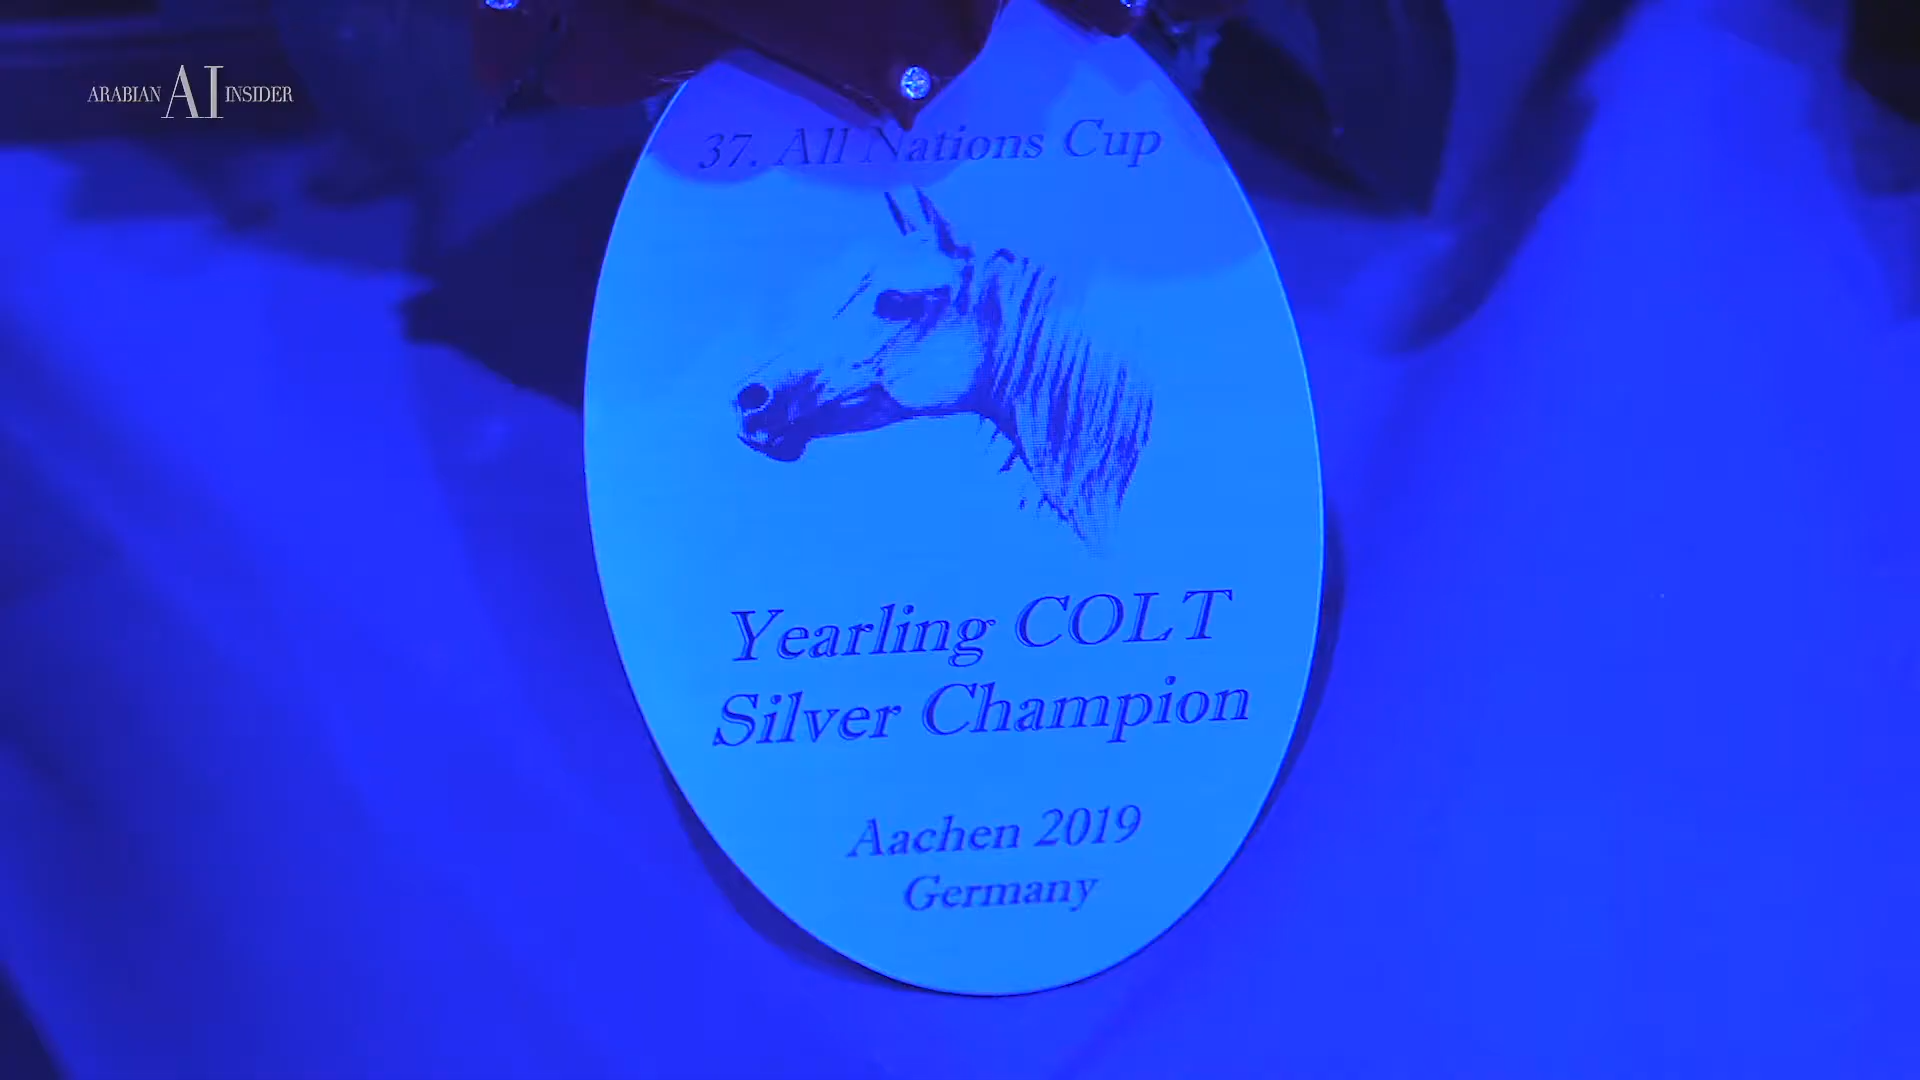 ARABIAN AI INSIDER
37. All Nations Cup
Yearling COLT
Silver Champion
Aachen 2019
Germany